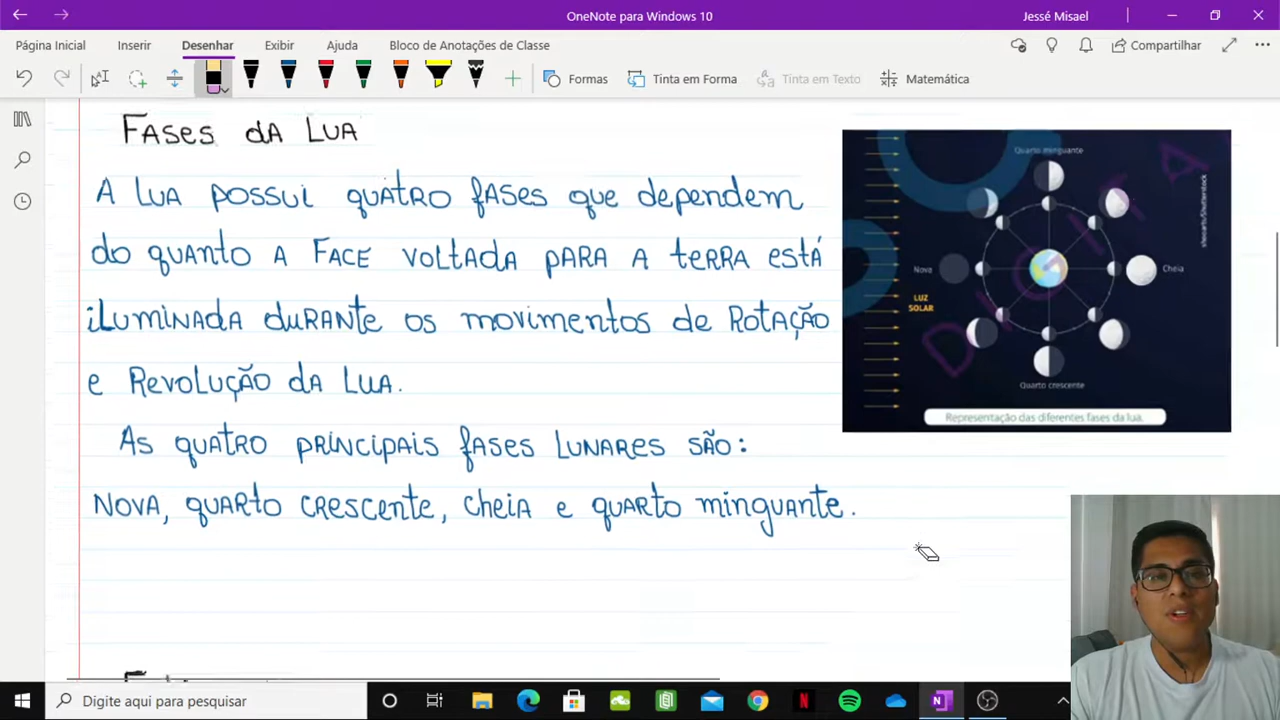 OneNote para Windows 10
Jessé Misael
Página Inicial
Inserir
Desenhar
Exibir
Ajuda
Bloco de Anotações de Classe
Compartilhar
Formas
Tinta em Forma
Tinta em Texto
Matemática
FASES dA LUA
A LUA POSSUI QUATRO FASES QUE DEPENDEM
do QUANTO A FACE VOLTADA PARA A TERRA ESTÁ
ILUMINADA DURANTE OS MOVIMENTOS DE ROTAÇÃO
E REVOLUÇÃO DA LUA.
AS QUATRO PRINCIPAIS FASES LUNARES SÃO:
NOVA, QUARTO CRESCENTE, CHEIA E QUARTO MINGUANTE.
Quarto minguante
Nova
Cheia
LUZ
SOLAR
Quarto crescente
Representação das diferentes fases da lua.
Digite aqui para pesquisar